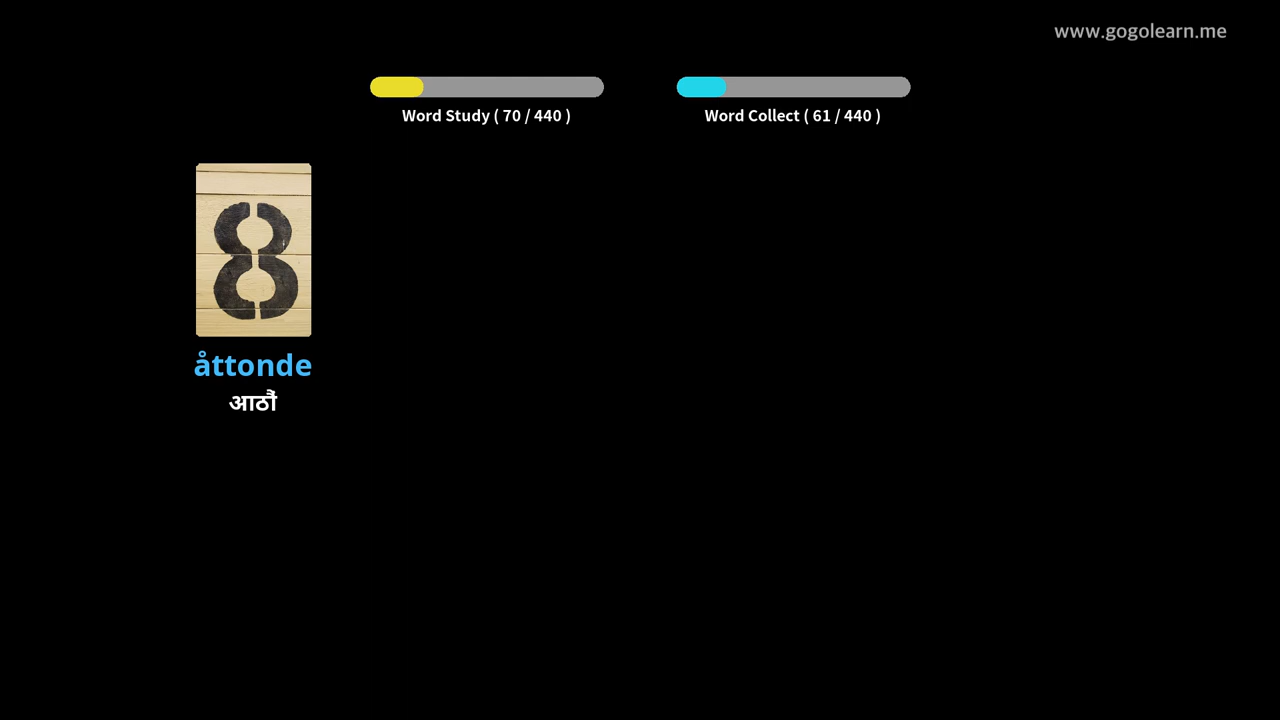 www.gogolearn.me
Word Study ( 70 / 440 )
Word Collect ( 61 / 440 )
8
åttonde
आठौं